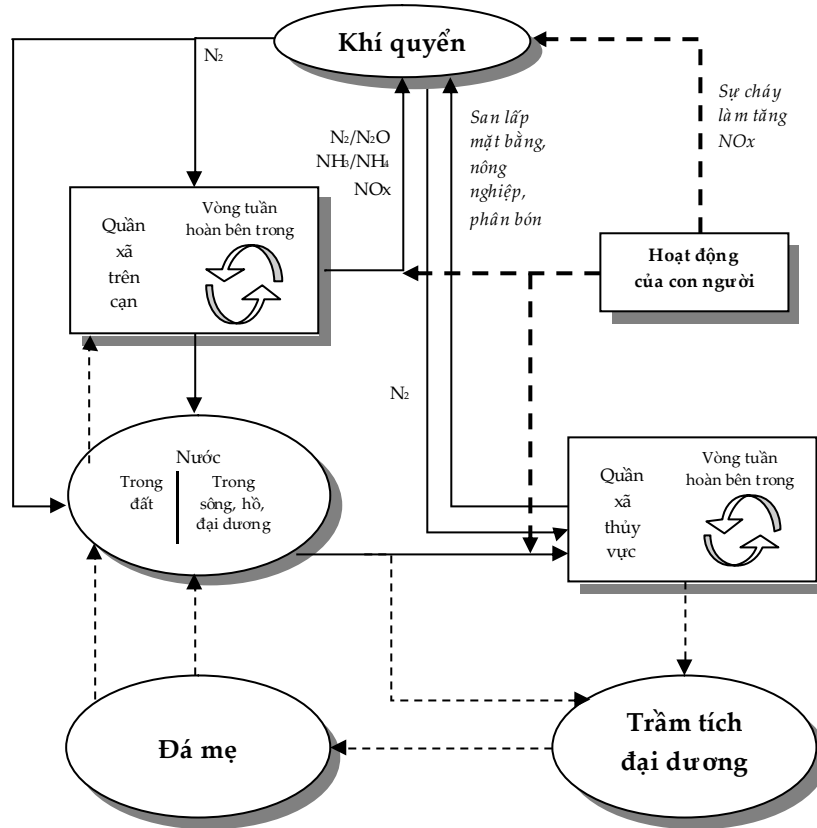 Khí quyển
N₂
N₂/N₂O
NH₃/NH₄
NOx
San lấp
mặt bằng,
nông
nghiệp,
phân bón
Sự cháy
làm tăng
NOx
Quần
xã
trên
cạn
Vòng tuần
hoàn bên trong
Hoạt động
của con người
N₂
Nước
Trong
đất
Trong
sông, hồ,
đại dương
Quần
xã
thủy
vực
Vòng tuần
hoàn bên trong
Đá mẹ
Trầm tích
đại dương